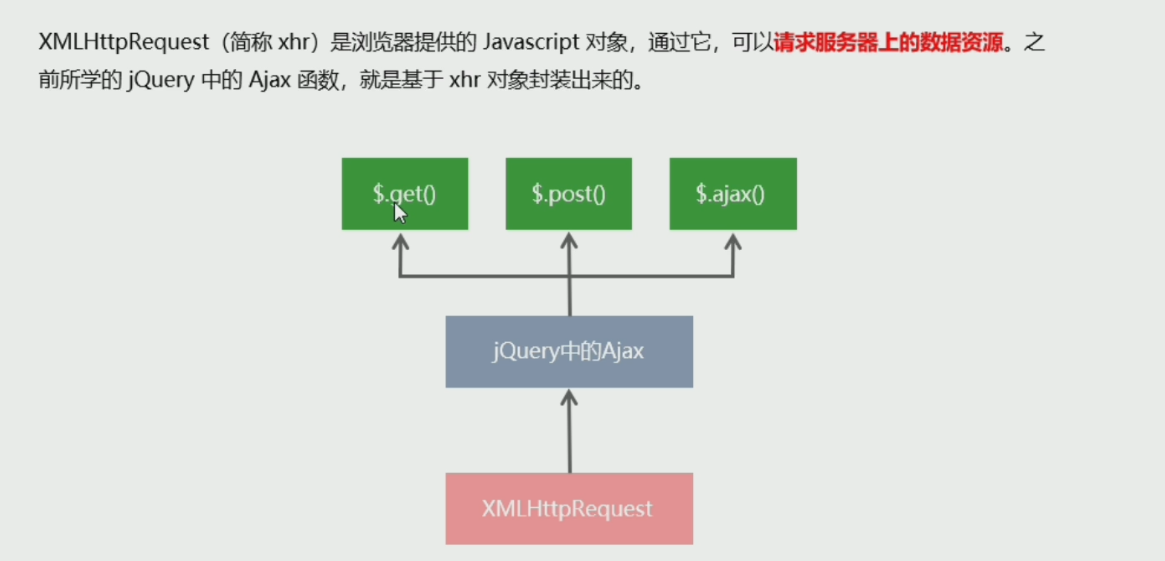 XMLHttpRequest（简称 xhr）是浏览器提供的 Javascript 对象，通过它，可以请求服务器上的数据资源。之
前所学的 jQuery 中的 Ajax 函数，就是基于 xhr 对象封装出来的。
$.get()
$.post()
$.ajax()
jQuery中的Ajax
XMLHttpRequest